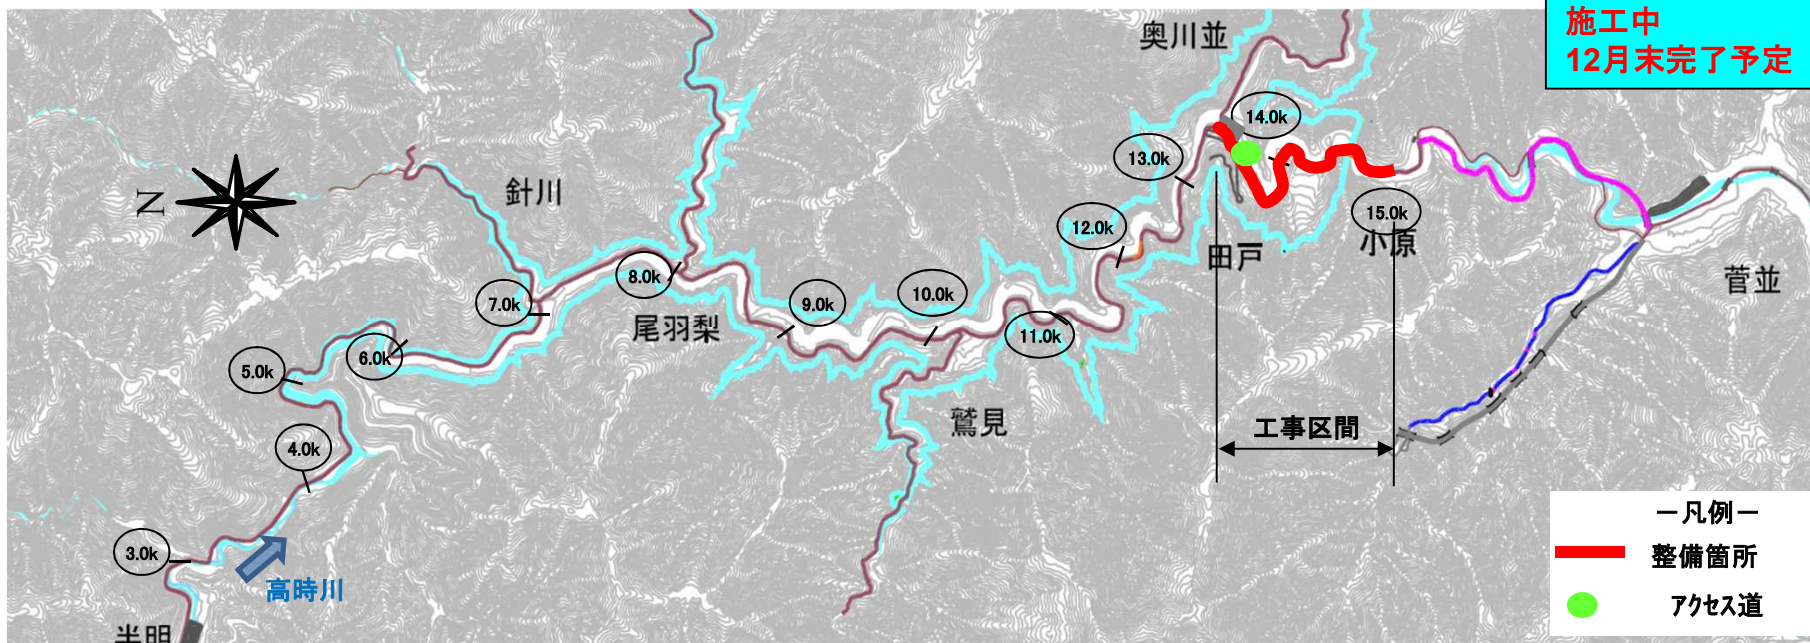 施工中
12月末完了予定
奥川並
14.0k
13.0k
N
針川
15.0k
12.0k
小原
田戸
8.0k
菅並
7.0k
9.0k
10.0k
尾羽梨
11.0k
6.0k
5.0k
鷲見
工事区間
4.0k
3.0k
高時川
半明
－凡例－
整備箇所
アクセス道